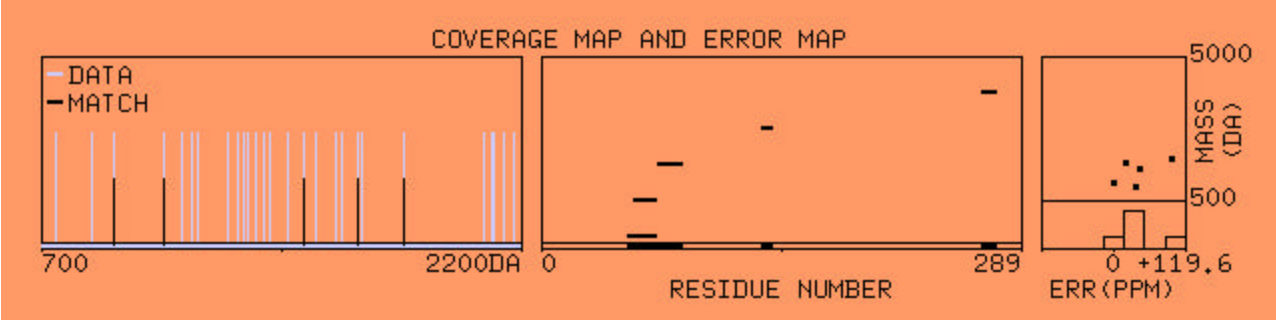 COVERAGE MAP AND ERROR MAP
DATA
MATCH
5000
MASS
(DA)
500
700
2200DA
0
289
0 +119.6
RESIDUE NUMBER
ERR(PPM)